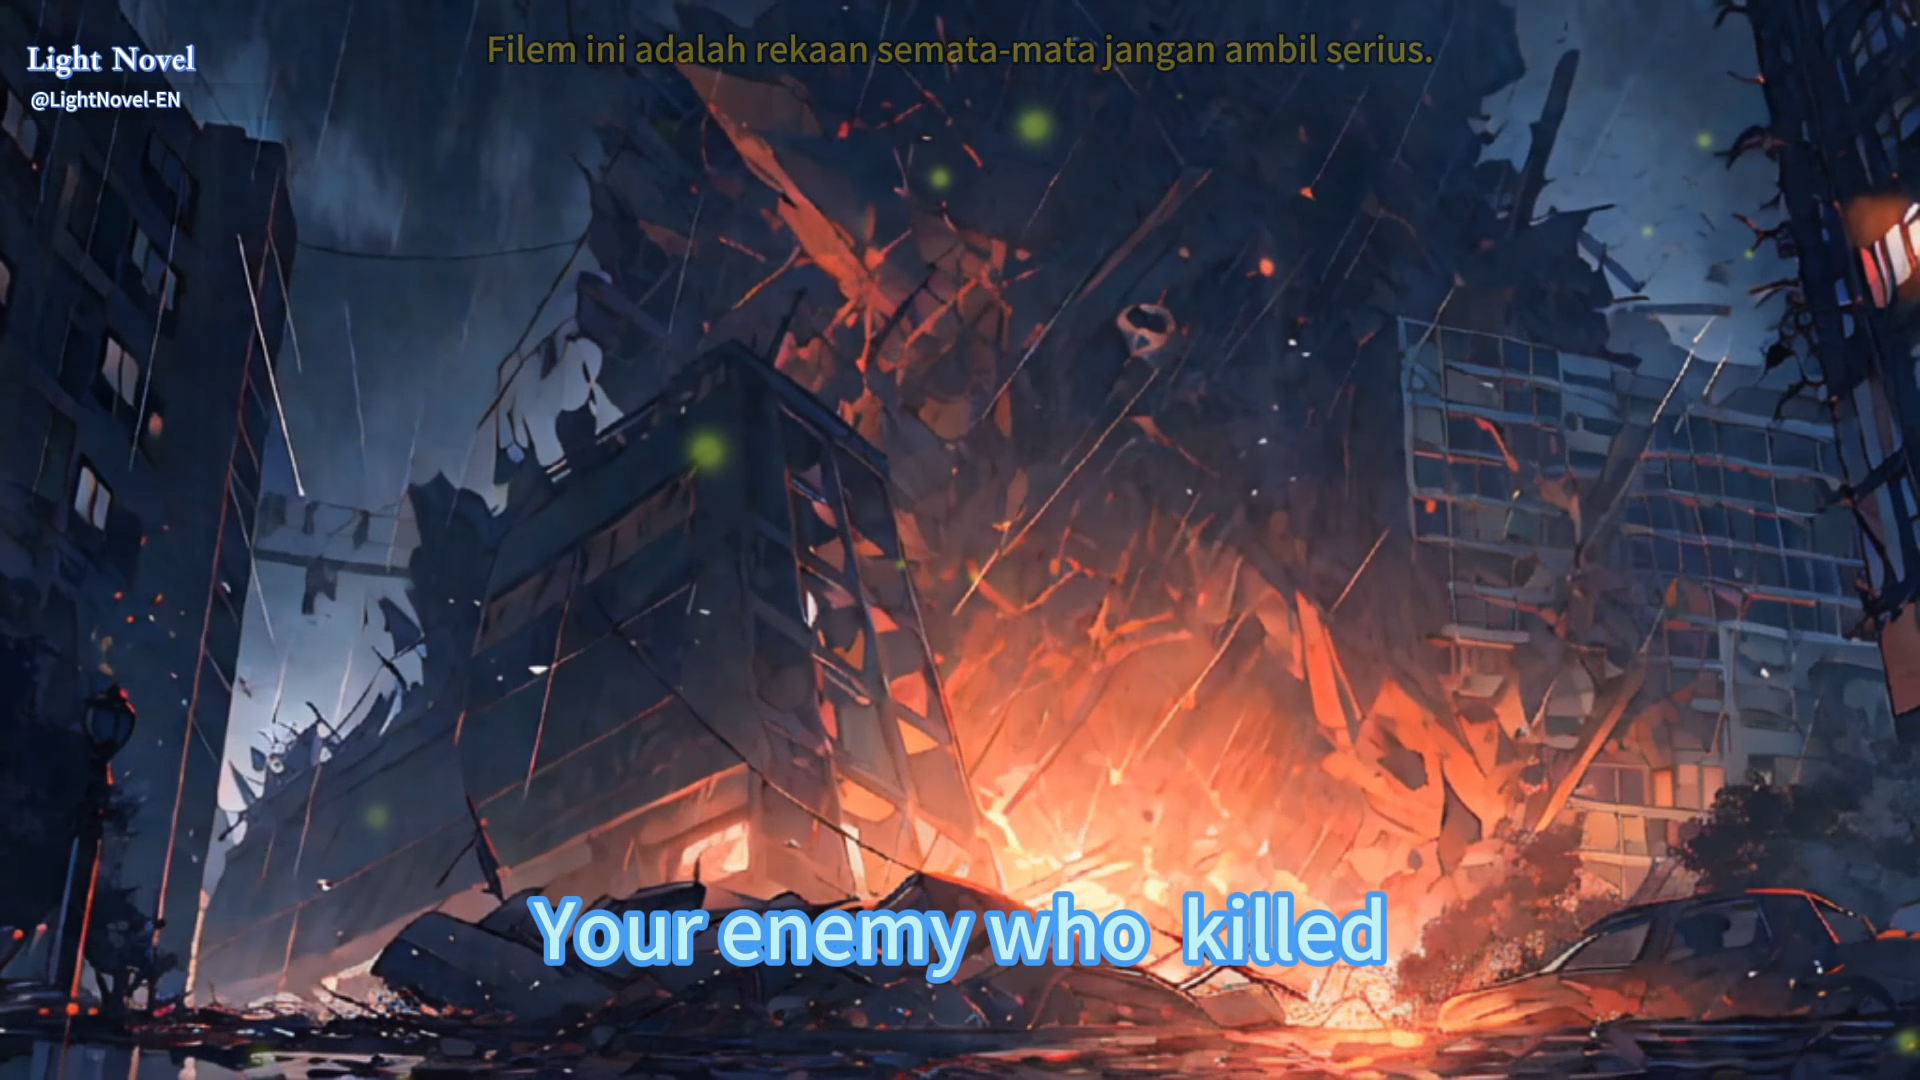 Light Novel
@LightNovel-EN
Filem ini adalah rekaan semata-mata jangan ambil serius.
Your enemy who killed